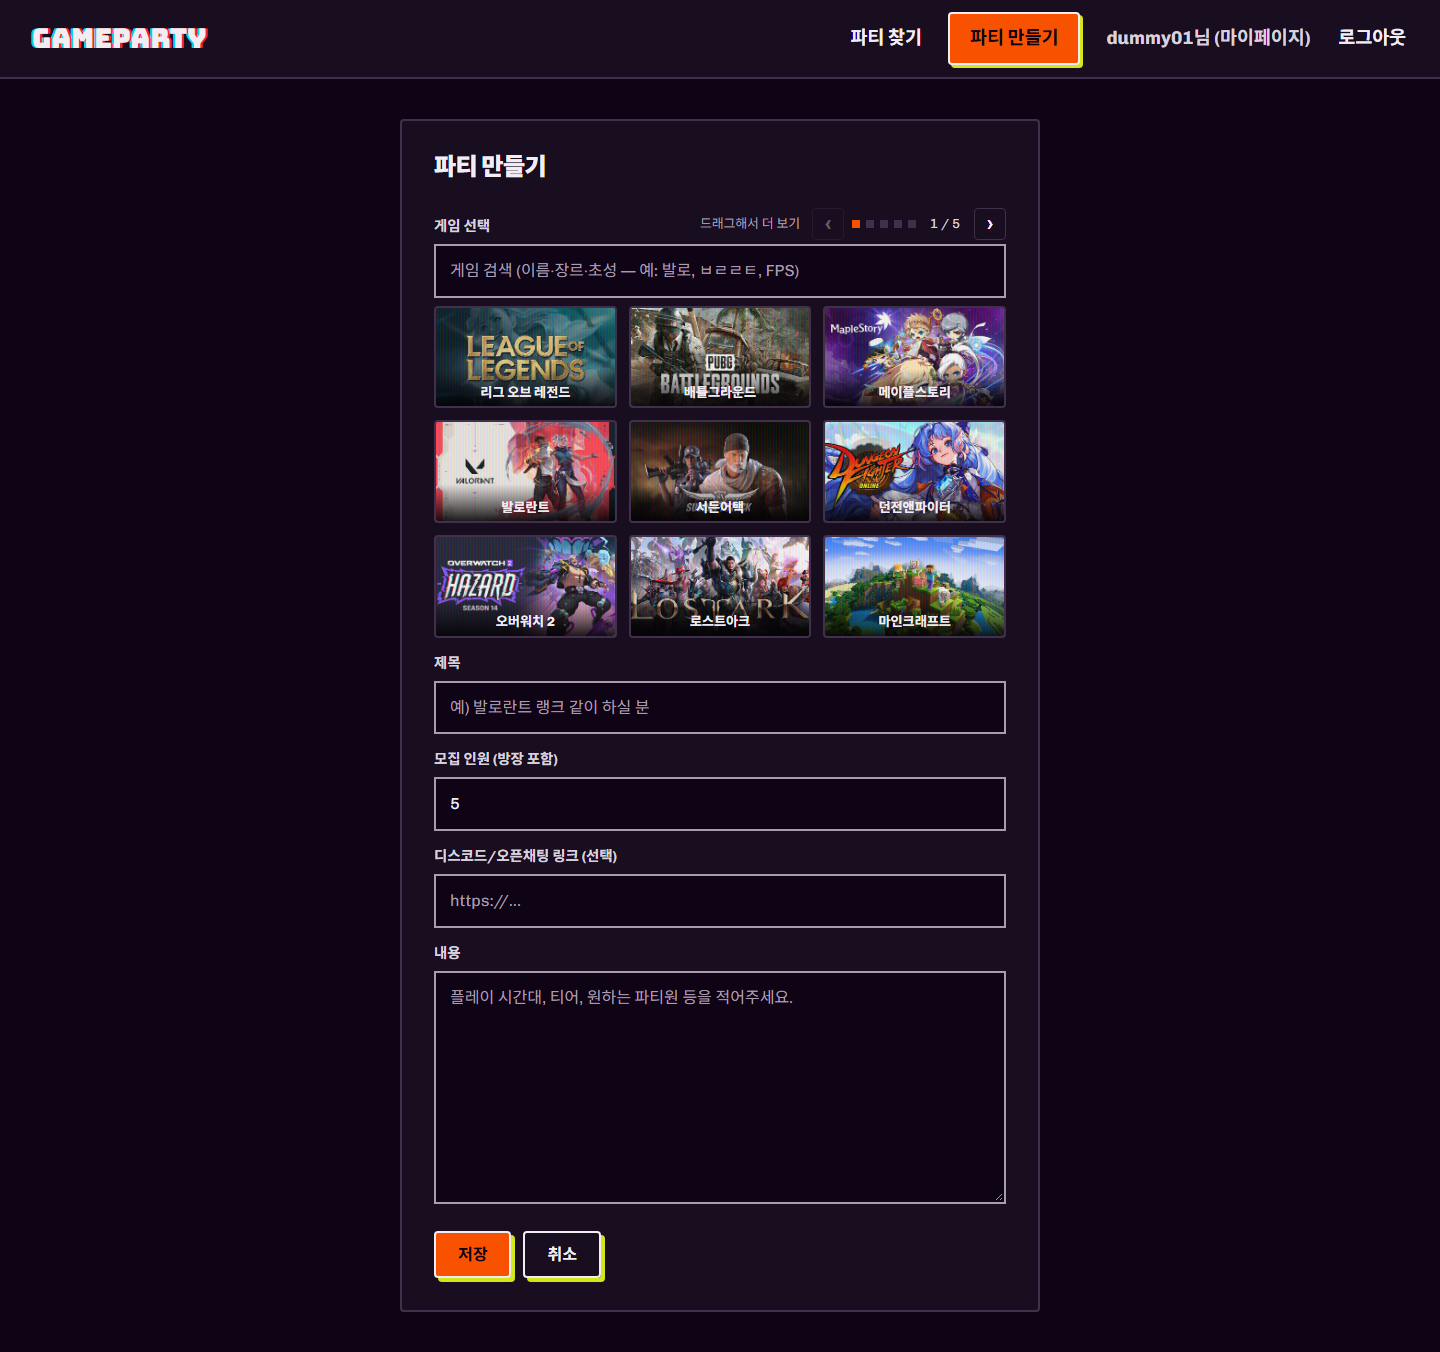 GAMEPARTY
파티 찾기
파티 만들기
dummy01님 (마이페이지)
로그아웃
파티 만들기
게임 선택
드래그해서 더 보기
‹
1 / 5
›
게임 검색 (이름·장르·초성 — 예: 발로, ㅂㄹㄹㅌ, FPS)
LEAGUE OF
LEGENDS
리그 오브 레전드
PUBG
BATTLEGROUNDS
배틀그라운드
MapleStory
메이플스토리
VALORANT
발로란트
서든어택
DUNGEON
FIGHTER
ONLINE
던전앤파이터
OVERWATCH 2
HAZARD
SEASON 14
오버워치 2
LOST ARK
로스트아크
마인크래프트
제목
예) 발로란트 랭크 같이 하실 분
모집 인원 (방장 포함)
5
디스코드/오픈채팅 링크 (선택)
https://...
내용
플레이 시간대, 티어, 원하는 파티원 등을 적어주세요.
저장
취소